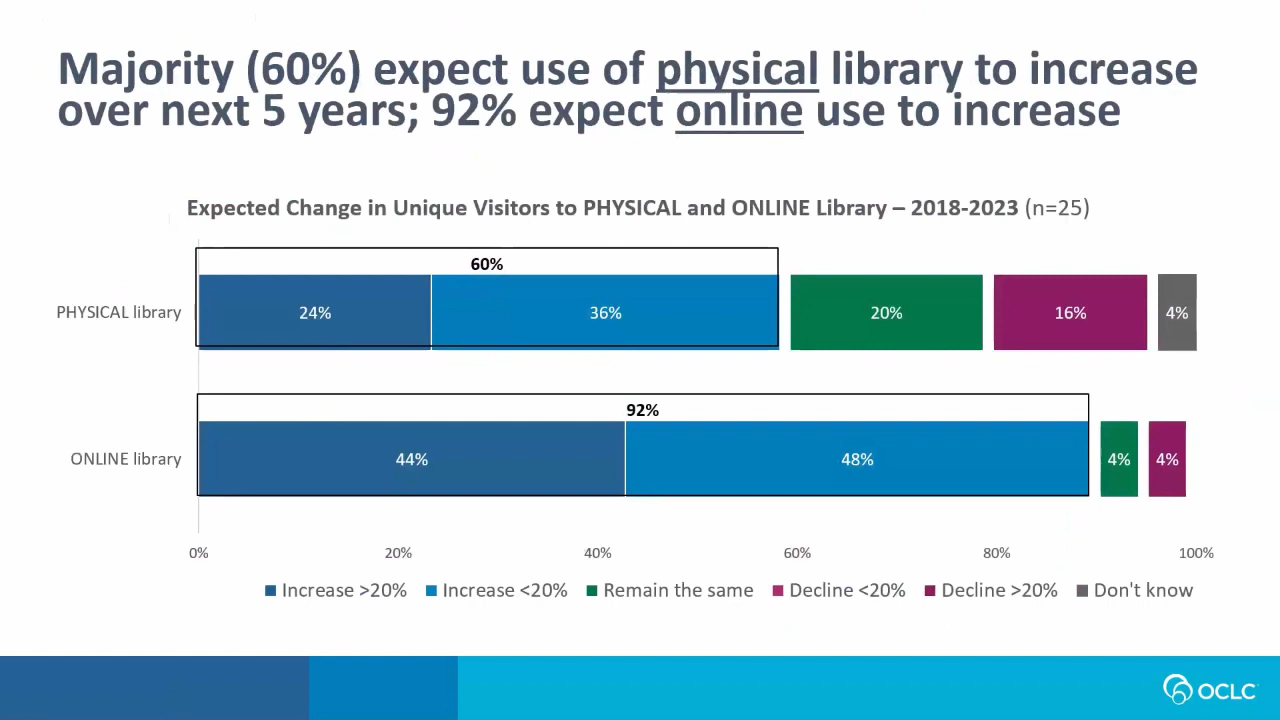 Majority (60%) expect use of physical library to increase
over next 5 years; 92% expect online use to increase
Expected Change in Unique Visitors to PHYSICAL and ONLINE Library – 2018-2023 (n=25)
60%
PHYSICAL library 24% 36% 20% 16% 4%
92%
ONLINE library 44% 48% 4% 4%
0% 20% 40% 60% 80% 100%
Increase >20% Increase <20% Remain the same Decline <20% Decline >20% Don't know
OCLC